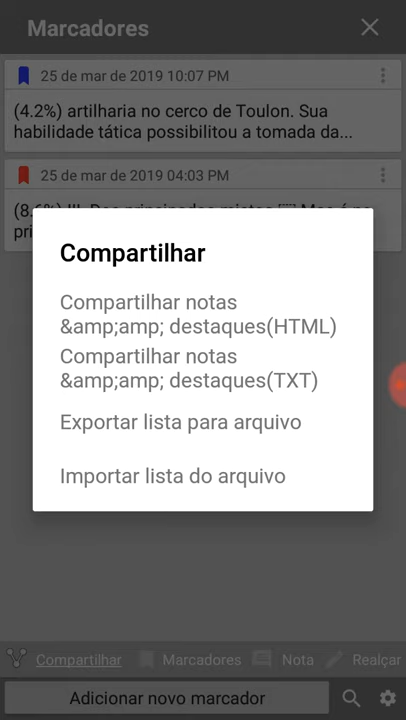 Marcadores
25 de mar de 2019 10:07 PM
(4.2%) artilharia no cerco de Toulon. Sua
habilidade tática possibilitou a tomada da...
25 de mar de 2019 04:03 PM
Compartilhar
Compartilhar notas
&amp;amp; destaques(HTML)
Compartilhar notas
&amp;amp; destaques(TXT)
Exportar lista para arquivo
Importar lista do arquivo
Compartilhar Marcadores Nota Realçar
Adicionar novo marcador